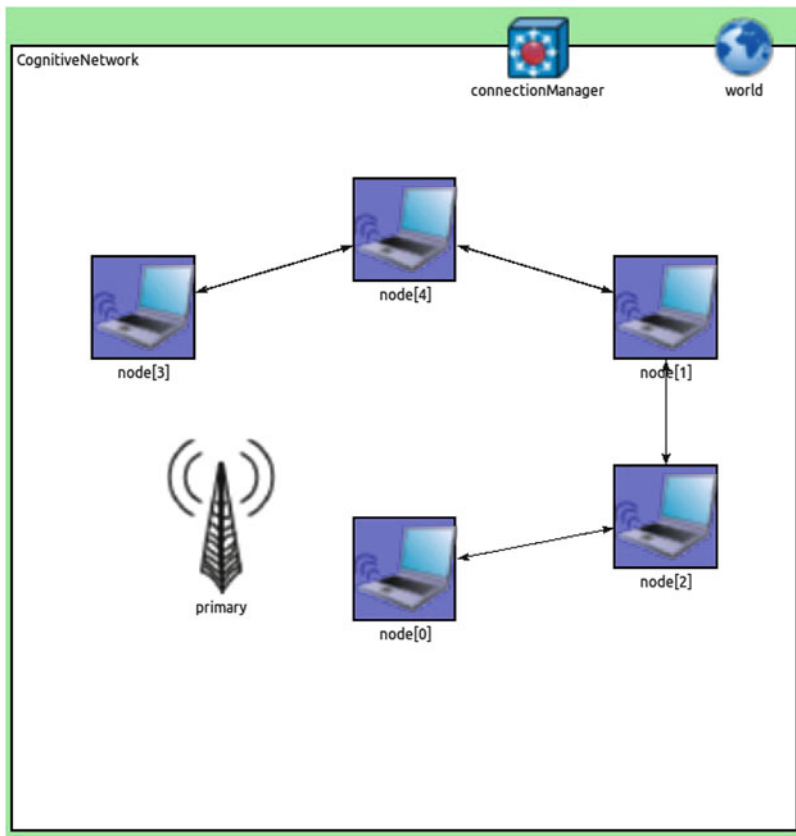 CognitiveNetwork
connectionManager
world
node[4]
node[3]
node[1]
primary
node[2]
node[0]